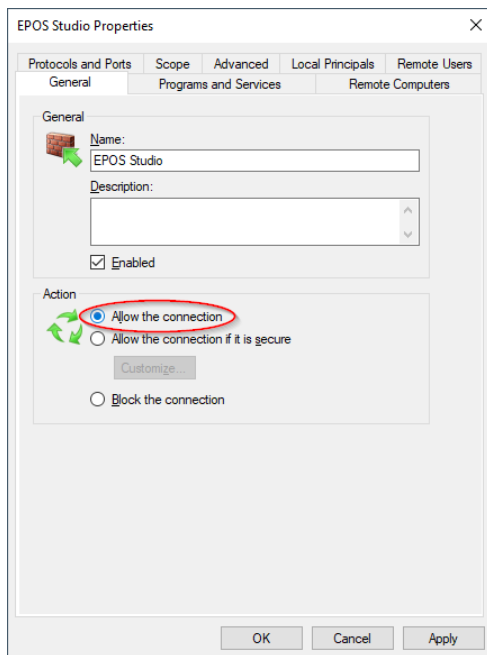 EPOS Studio Properties
Protocols and Ports Scope Advanced Local Principals Remote Users
General Programs and Services Remote Computers
General
Name:
EPOS Studio
Description:
Enabled
Action
Allow the connection
Allow the connection if it is secure
Customize...
Block the connection
OK Cancel Apply